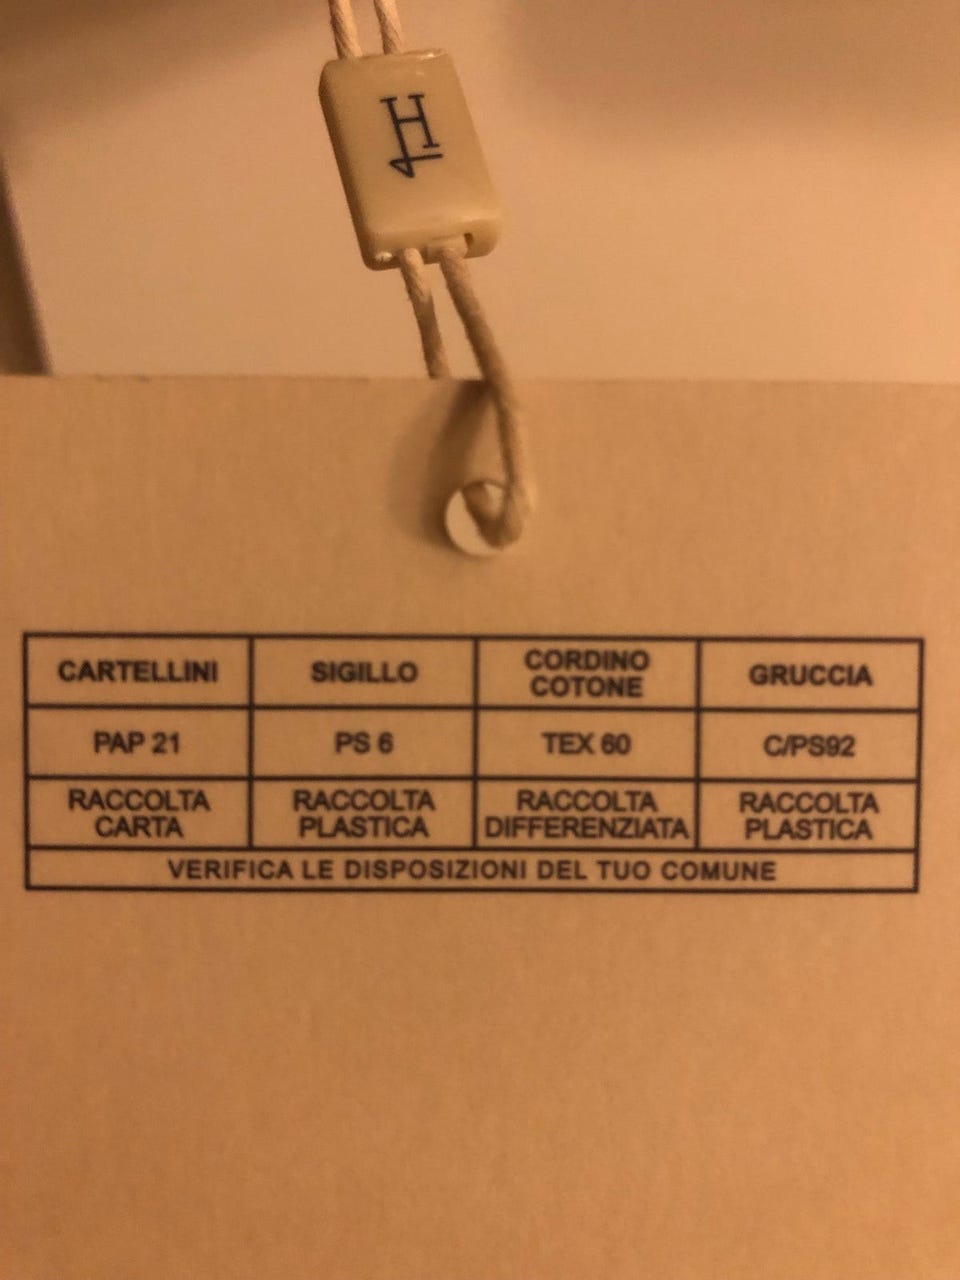 H
CARTELLINI SIGILLO CORDINO COTONE GRUCCIA
PAP 21 PS 6 TEX 60 C/PS92
RACCOLTA CARTA RACCOLTA PLASTICA RACCOLTA DIFFERENZIATA RACCOLTA PLASTICA
VERIFICA LE DISPOSIZIONI DEL TUO COMUNE